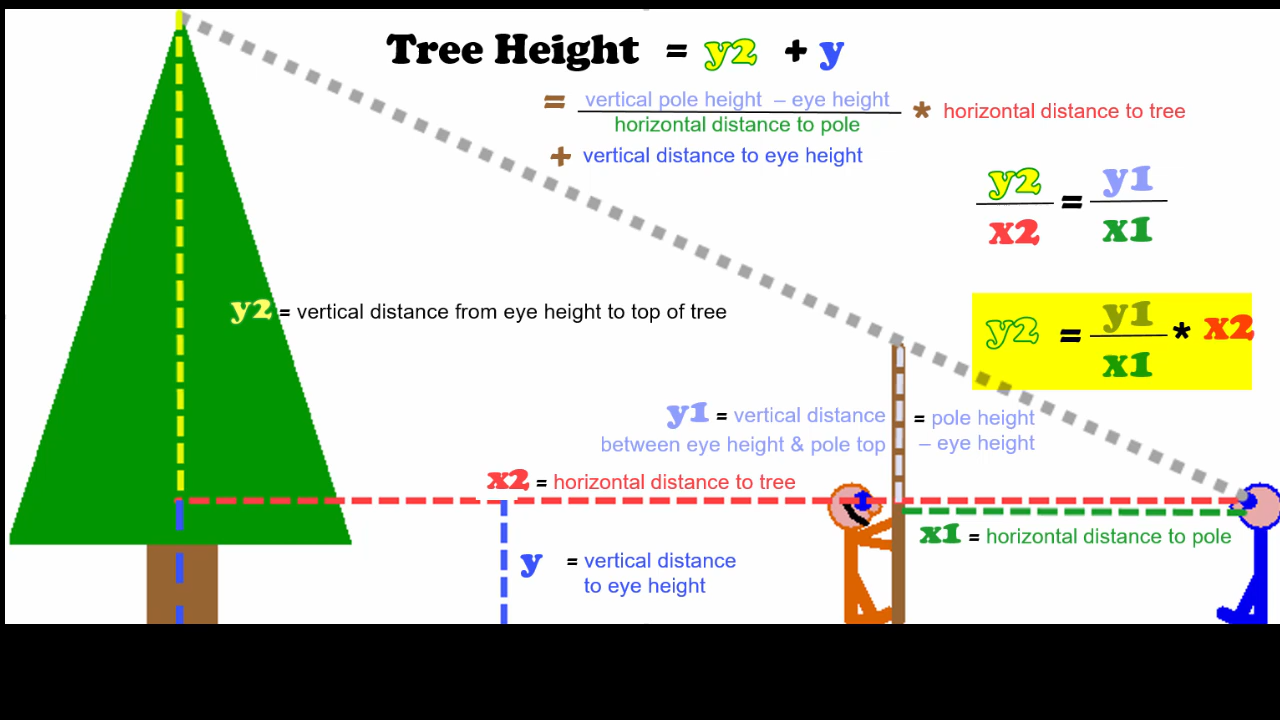 Tree Height = y2 + y
= vertical pole height – eye height
horizontal distance to pole
* horizontal distance to tree
+ vertical distance to eye height
y2 = y1
x2 x1
y2 = vertical distance from eye height to top of tree
y2 = y1 * x2
x1
y1 = vertical distance
between eye height & pole top
= pole height
– eye height
x2 = horizontal distance to tree
x1 = horizontal distance to pole
y = vertical distance
to eye height